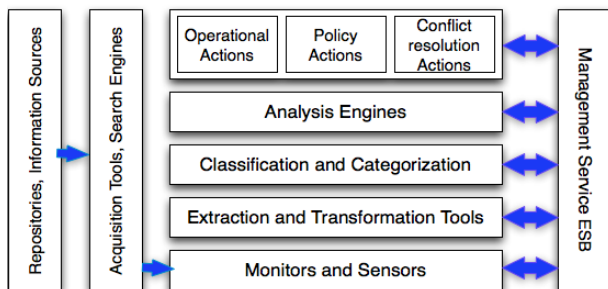 Repositories, Information Sources
Acquisition Tools, Search Engines
Operational
Actions
Policy
Actions
Conflict
resolution
Actions
Analysis Engines
Classification and Categorization
Extraction and Transformation Tools
Monitors and Sensors
Management Service ESB